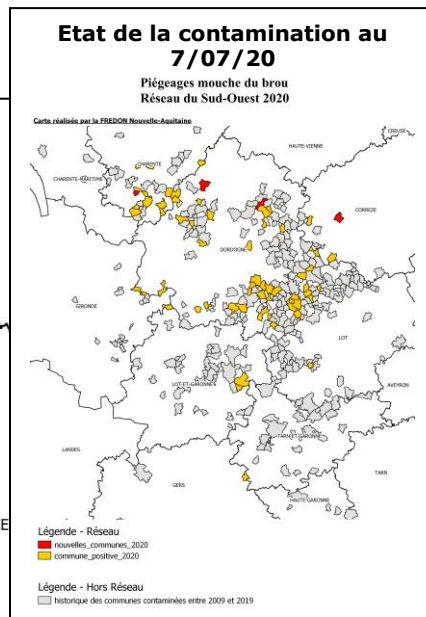 Etat de la contamination au
7/07/20
Piégeages mouche du brou
Réseau du Sud-Ouest 2020
Carte réalisée par la FREDON Nouvelle-Aquitaine
CREUSE
HAUTE-VIENNE
CHARENTE
CHARENTE-MARITIME
CORREZE
DORDOGNE
GIRONDE
LOT
LOT-ET-GARONNE
AVEYRON
TARN-ET-GARONNE
LANDES
TARN
GERS
HAUTE-GARONNE
E
Légende - Réseau
nouvelles_communes_2020
commune_positive_2020
Légende - Hors Réseau
historique des communes contaminées entre 2009 et 2019